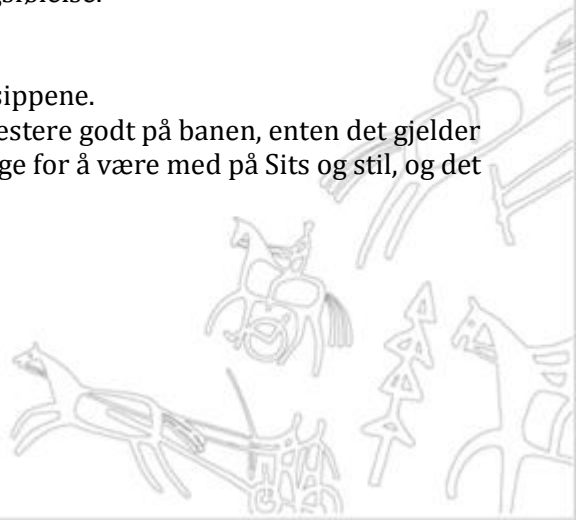 sippene.
estere godt på banen, enten det gjelder
ge for å være med på Sits og stil, og det